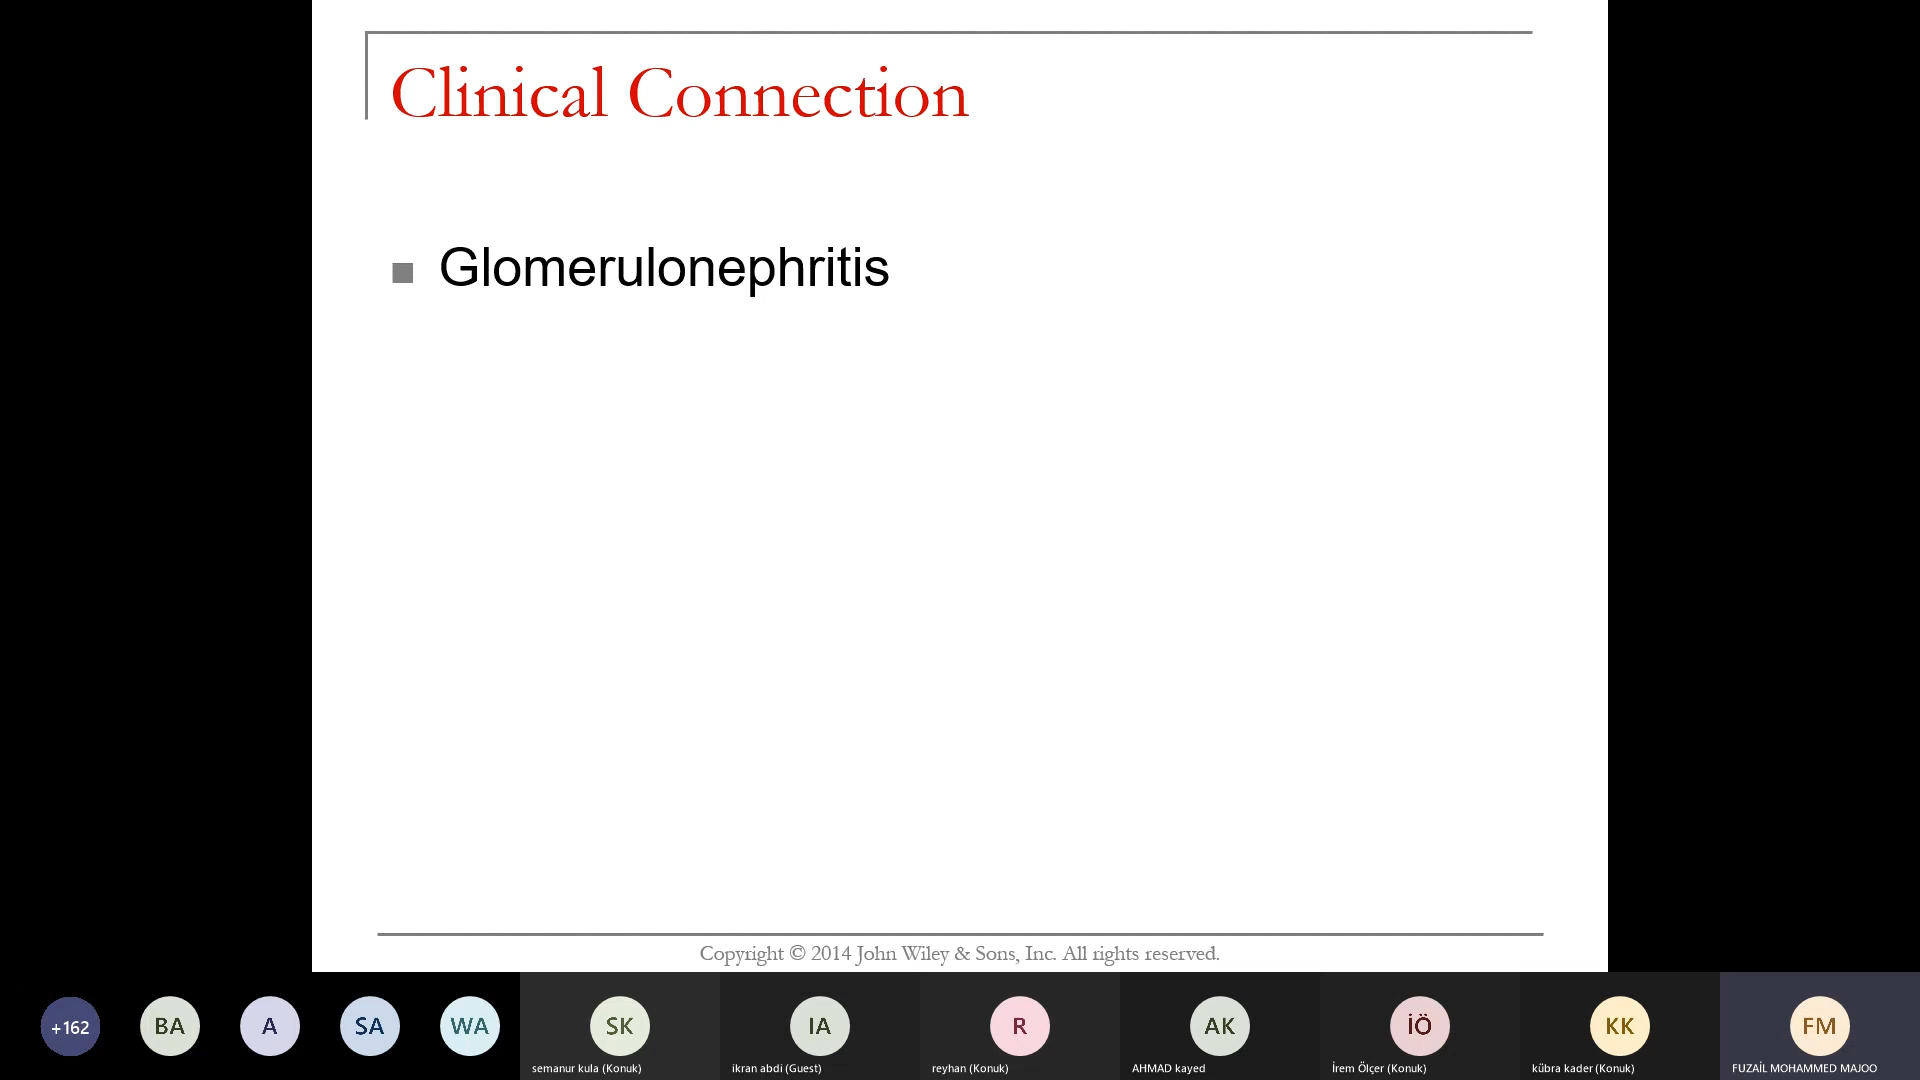 Clinical Connection
Glomerulonephritis
Copyright © 2014 John Wiley & Sons, Inc. All rights reserved.
+162
BA
A
SA
WA
SK
IA
R
AK
İÖ
KK
FM
semanur kula (Konuk)
ikran abdi (Guest)
reyhan (Konuk)
AHMAD kayed
İrem Ölçer (Konuk)
kübra kader (Konuk)
FUZAİL MOHAMMED MAJOO